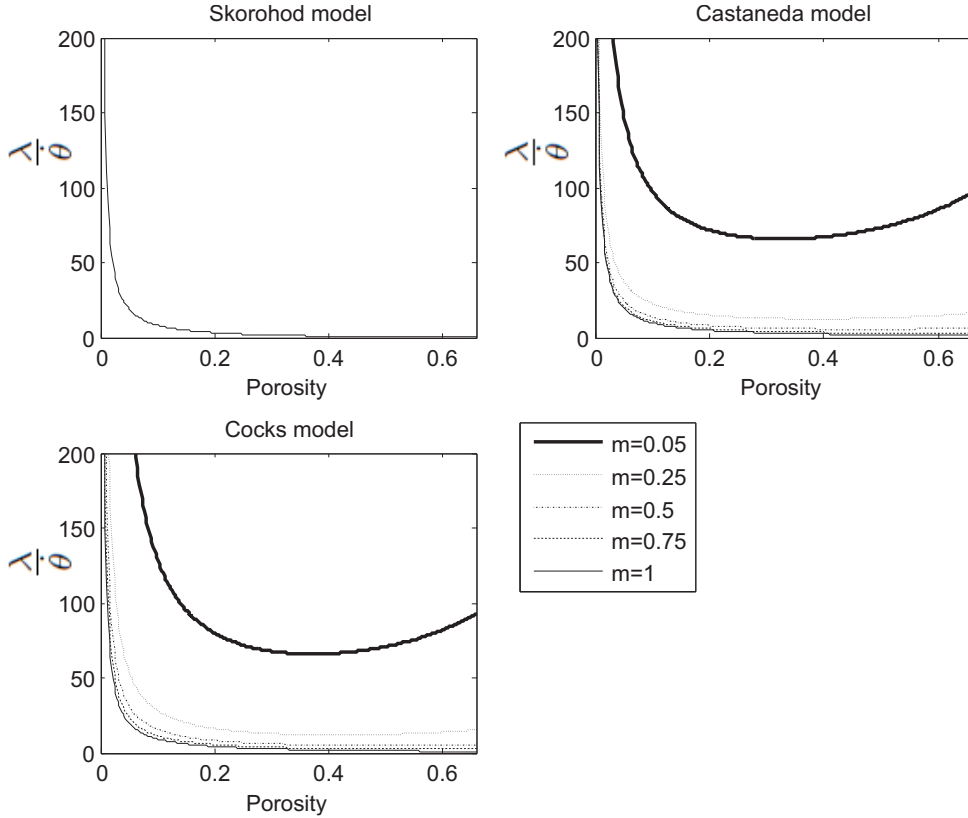 Skorohod model
200
150
100
50
0
λ/θ̇
0 0.2 0.4 0.6
Porosity
Castaneda model
200
150
100
50
0
λ/θ̇
0 0.2 0.4 0.6
Porosity
Cocks model
200
150
100
50
0
λ/θ̇
0 0.2 0.4 0.6
Porosity
m=0.05
m=0.25
m=0.5
m=0.75
m=1